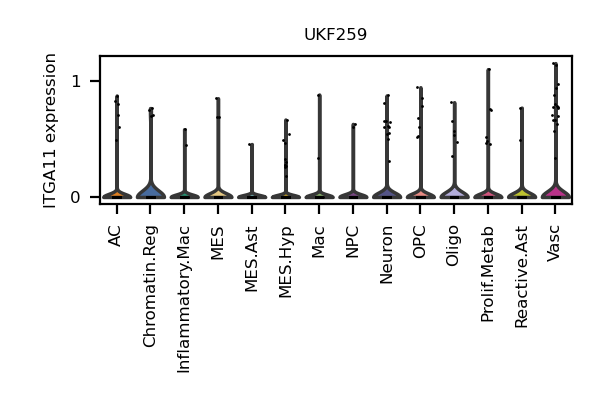 UKF259
ITGA11 expression
1
0
AC
Chromatin.Reg
Inflammatory.Mac
MES
MES.Ast
MES.Hyp
Mac
NPC
Neuron
OPC
Oligo
Prolif.Metab
Reactive.Ast
Vasc